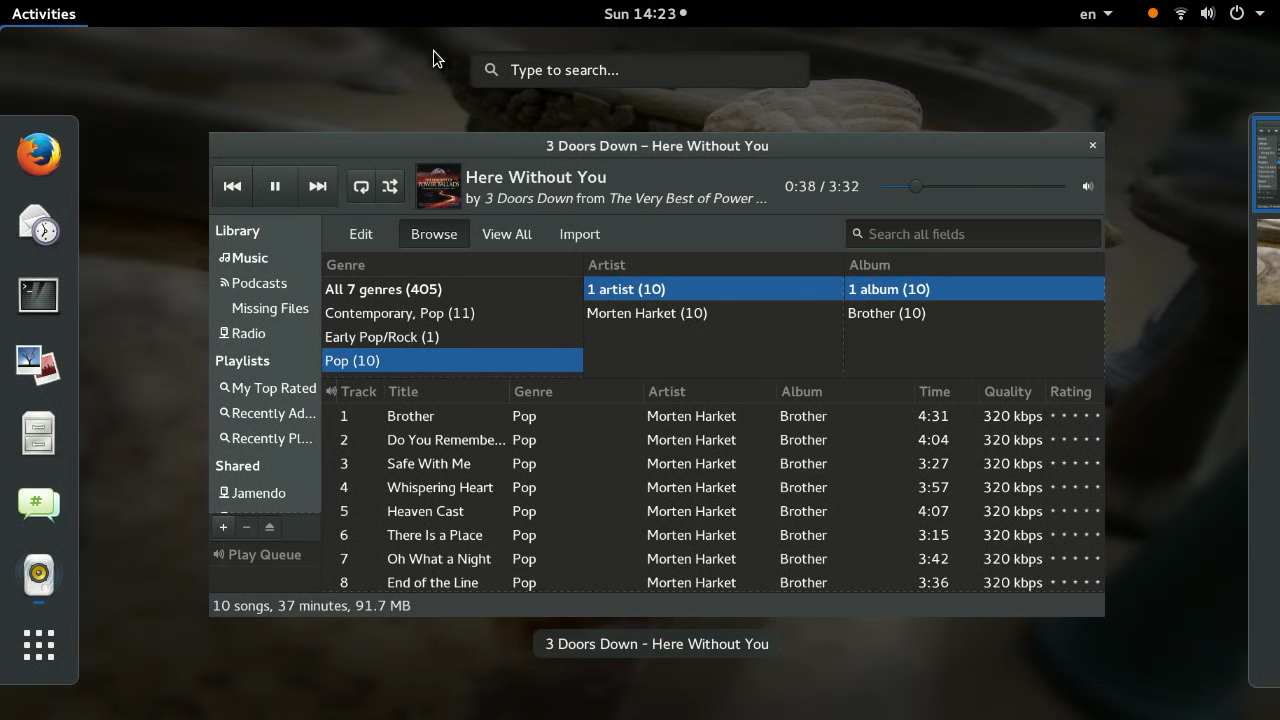 Activities
Sun 14:23
en
Type to search...
3 Doors Down – Here Without You
Here Without You
by 3 Doors Down from The Very Best of Power ...
0:38 / 3:32
Library
Music
Podcasts
Missing Files
Radio
Playlists
My Top Rated
Recently Ad...
Recently Pl...
Shared
Jamendo
Play Queue
Edit Browse View All Import
Search all fields
Genre Artist Album
All 7 genres (405) 1 artist (10) 1 album (10)
Contemporary, Pop (11) Morten Harket (10) Brother (10)
Early Pop/Rock (1)
Pop (10)
Track Title Genre Artist Album Time Quality Rating
1 Brother Pop Morten Harket Brother 4:31 320 kbps
2 Do You Remembe... Pop Morten Harket Brother 4:04 320 kbps
3 Safe With Me Pop Morten Harket Brother 3:27 320 kbps
4 Whispering Heart Pop Morten Harket Brother 3:57 320 kbps
5 Heaven Cast Pop Morten Harket Brother 4:07 320 kbps
6 There Is a Place Pop Morten Harket Brother 3:15 320 kbps
7 Oh What a Night Pop Morten Harket Brother 3:42 320 kbps
8 End of the Line Pop Morten Harket Brother 3:36 320 kbps
10 songs, 37 minutes, 91.7 MB
3 Doors Down - Here Without You